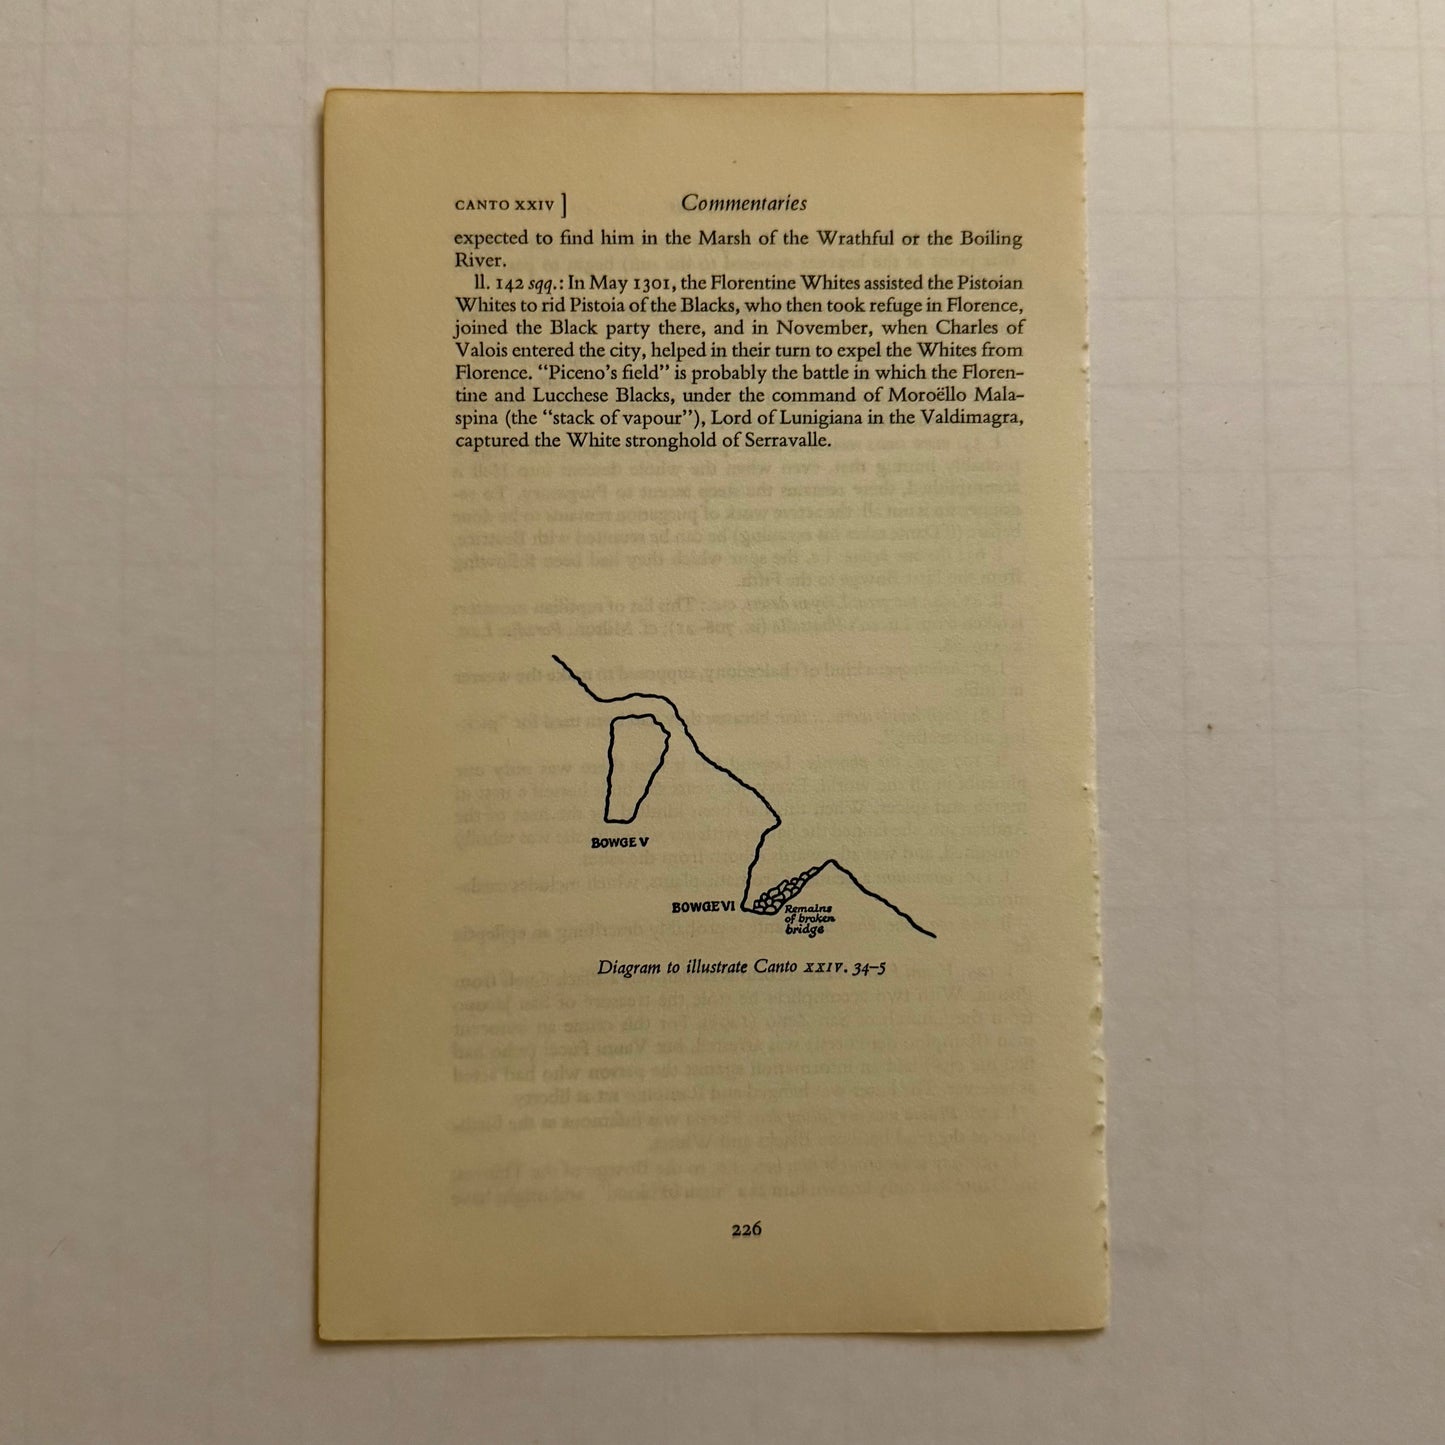 CANTO XXIV] Commentaries
expected to find him in the Marsh of the Wrathful or the Boiling
River.
ll. 142 sqq.: In May 1301, the Florentine Whites assisted the Pistoian
Whites to rid Pistoia of the Blacks, who then took refuge in Florence,
joined the Black party there, and in November, when Charles of
Valois entered the city, helped in their turn to expel the Whites from
Florence. “Piceno’s field” is probably the battle in which the Floren-
tine and Lucchese Blacks, under the command of Moroëllo Mala-
spina (the “stack of vapour”), Lord of Lunigiana in the Valdimagra,
captured the White stronghold of Serravalle.
BOWGE V
BOWGE VI
Remains
of broken
bridge
Diagram to illustrate Canto XXIV. 34–5
226